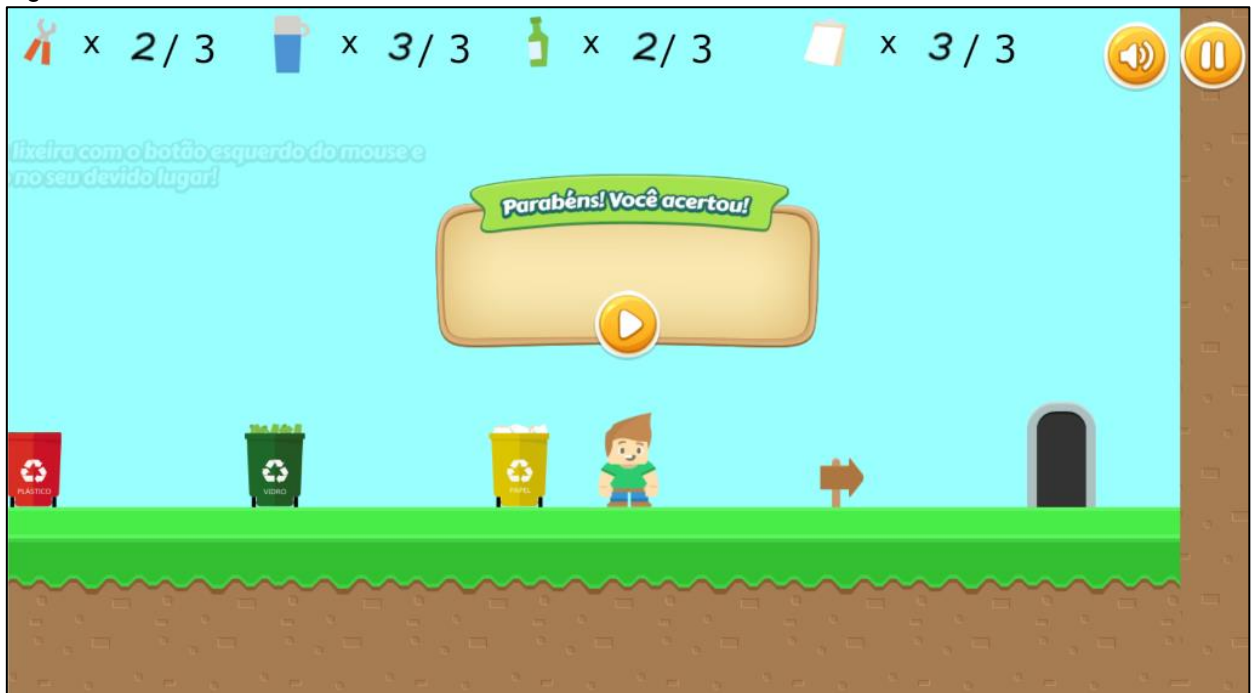 x 2/ 3 x 3/ 3 x 2/ 3 x 3/ 3
lixeira com o botão esquerdo do mouse e
no seu devido lugar!
Parabéns! Você acertou!
PLÁSTICO
VIDRO
PAPEL